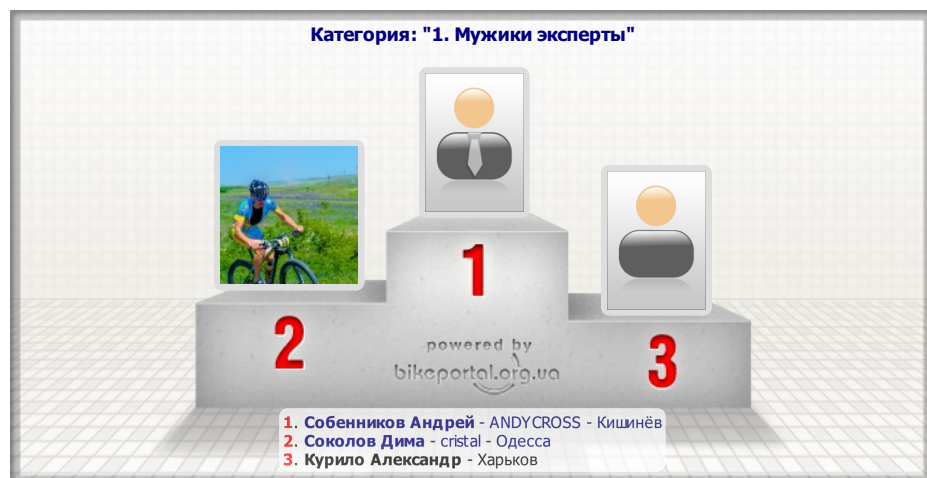 Категория: "1. Мужики эксперты"
1
2
3
powered by
bikeportal.org.ua
1. Собенников Андрей - ANDYCROSS - Кишинёв
2. Соколов Дима - cristal - Одесса
3. Курило Александр - Харьков